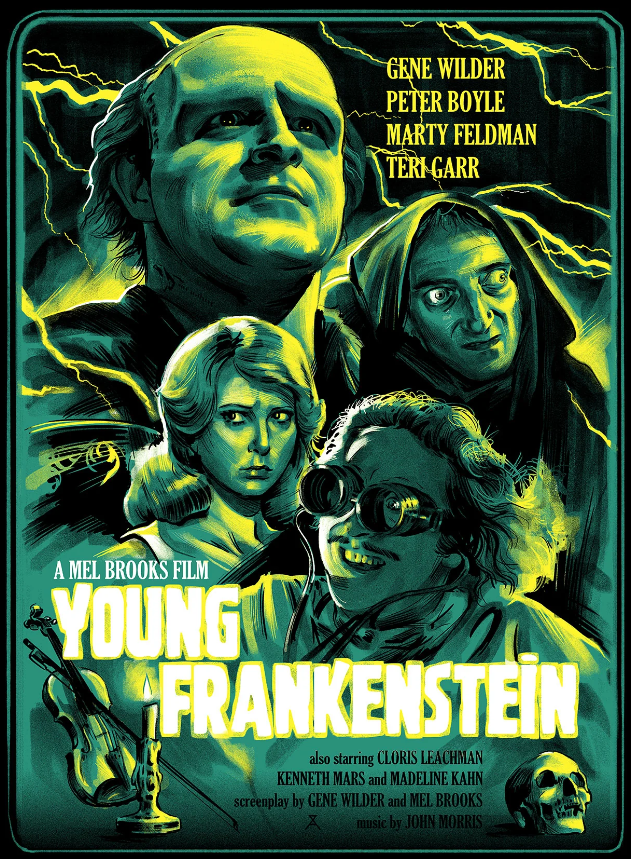 GENE WILDER
PETER BOYLE
MARTY FELDMAN
TERI GARR
A MEL BROOKS FILM
YOUNG
FRANKENSTEIN
also starring CLORIS LEACHMAN
KENNETH MARS and MADELINE KAHN
screenplay by GENE WILDER and MEL BROOKS
music by JOHN MORRIS